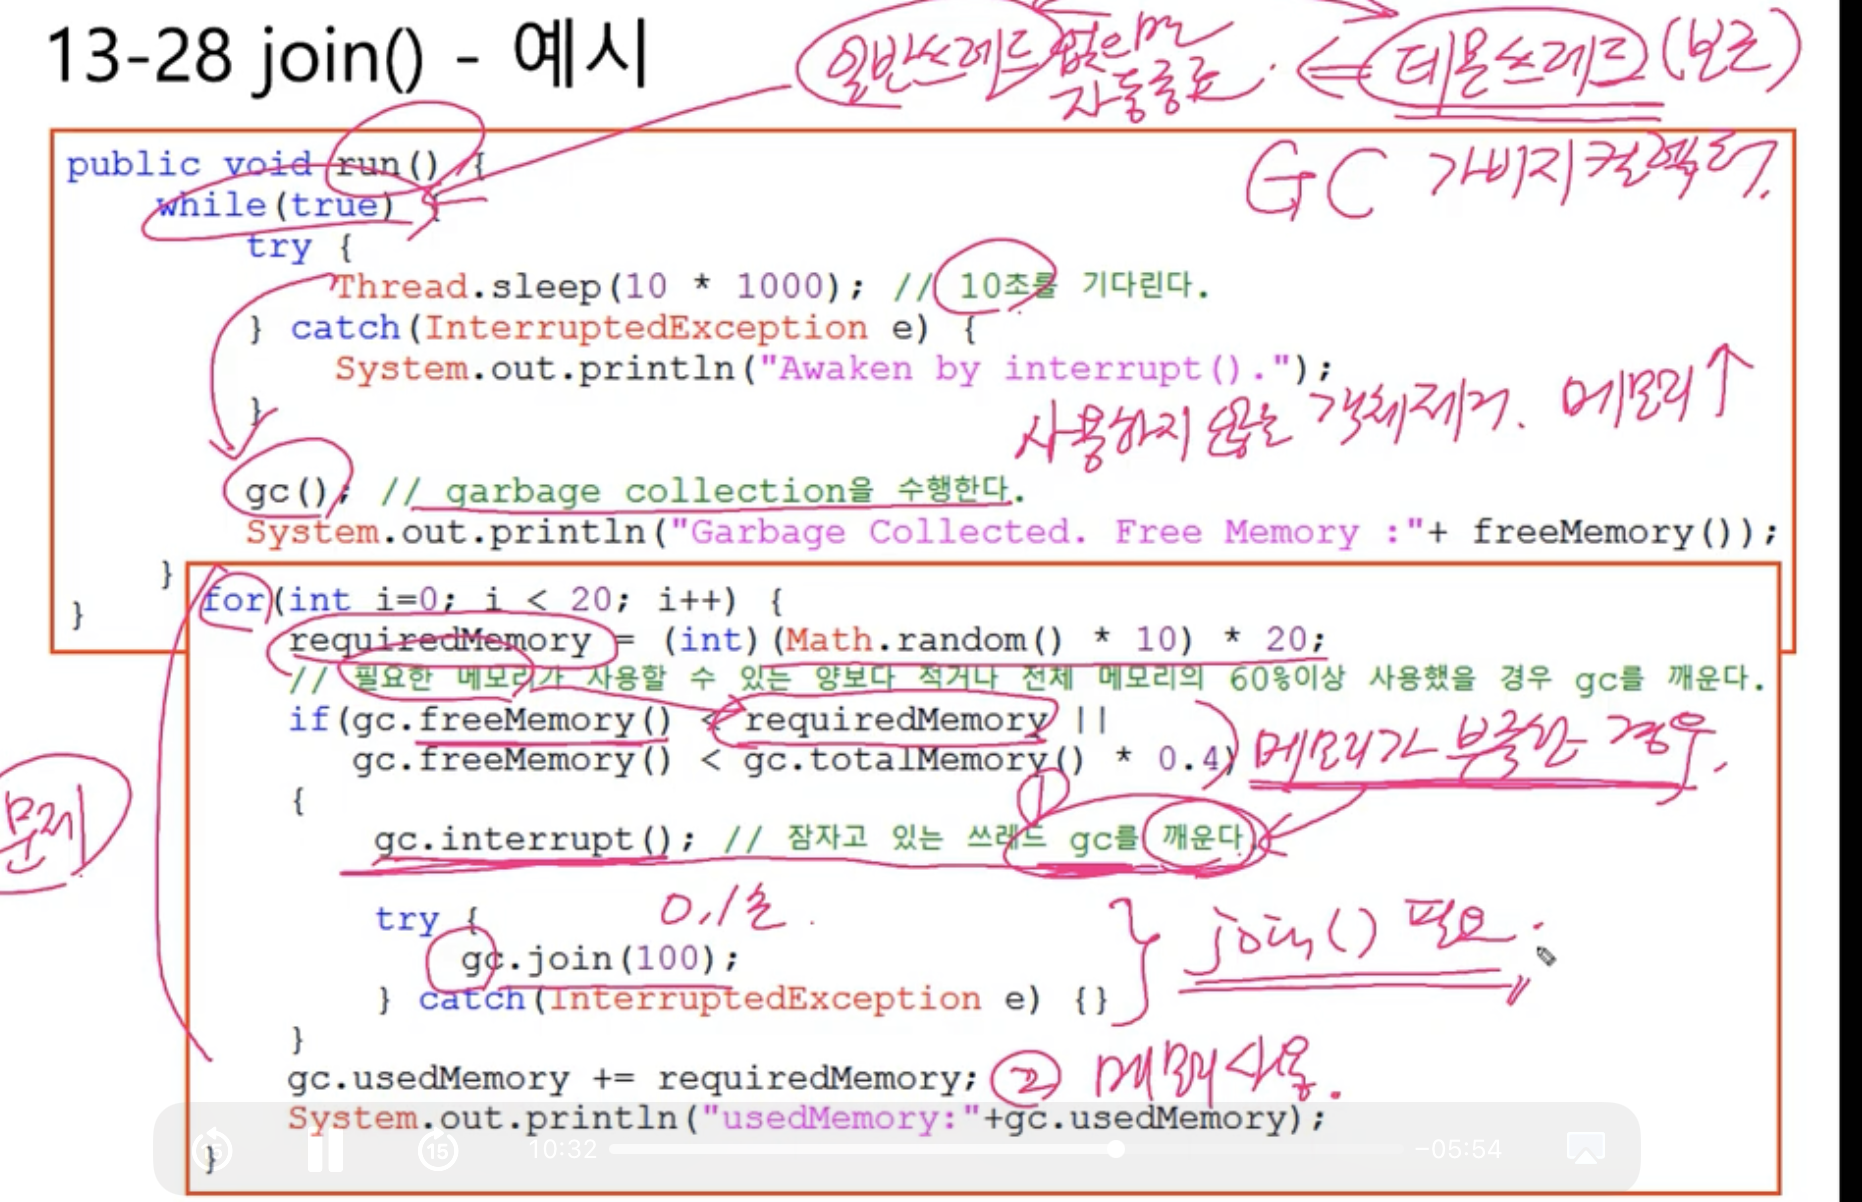 13-28 join() - 예시
일반쓰레드 없으면 자동종료. ⇐ 데몬쓰레드 (보조)
public void run() {
GC 가비지 컬렉터.
while(true) {
try {
Thread.sleep(10 * 1000); // 10초를 기다린다.
} catch(InterruptedException e) {
System.out.println("Awaken by interrupt().");
}
사용하지 않는 객체제거. 메모리↑
gc(); // garbage collection을 수행한다.
System.out.println("Garbage Collected. Free Memory :"+ freeMemory());
}
}
for(int i=0; i < 20; i++) {
requiredMemory = (int)(Math.random() * 10) * 20;
// 필요한 메모리가 사용할 수 있는 양보다 적거나 전체 메모리의 60%이상 사용했을 경우 gc를 깨운다.
if(gc.freeMemory() < requiredMemory ||
gc.freeMemory() < gc.totalMemory() * 0.4)
메모리가 부족한 경우.
{
①
gc.interrupt(); // 잠자고 있는 쓰레드 gc를 깨운다.
문제
try {
0.1초.
gc.join(100);
} catch(InterruptedException e) {}
join() 필요.
}
gc.usedMemory += requiredMemory; ② 메모리 사용.
System.out.println("usedMemory:"+gc.usedMemory);
}
15
15
10:32
-05:54